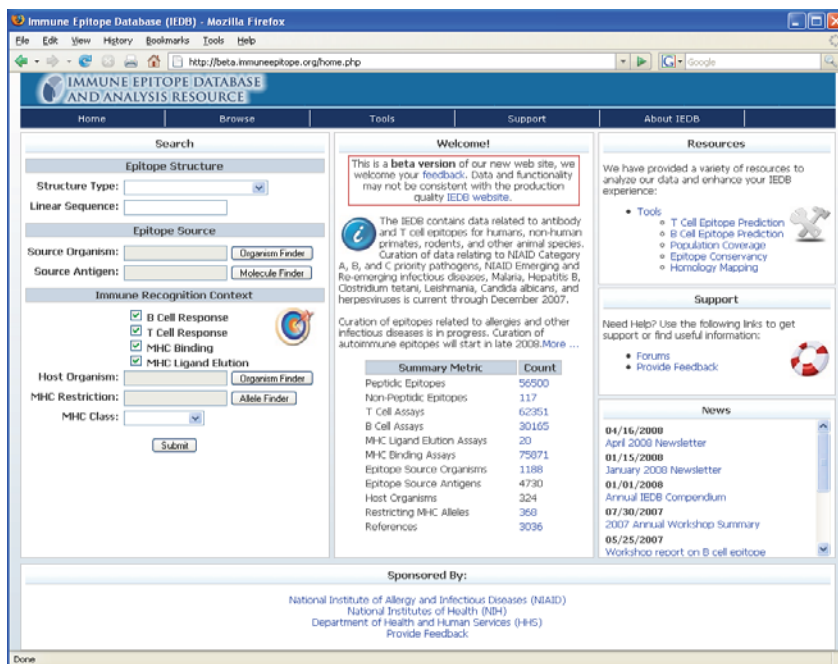 Immune Epitope Database (IEDB) - Mozilla Firefox
File Edit View History Bookmarks Tools Help
http://beta.immuneepitope.org/home.php
Google
IMMUNE EPITOPE DATABASE
AND ANALYSIS RESOURCE
Home Browse Tools Support About IEDB
Search
Epitope Structure
Structure Type:
Linear Sequence:
Epitope Source
Source Organism: Organism Finder
Source Antigen: Molecule Finder
Immune Recognition Context
B Cell Response
T Cell Response
MHC Binding
MHC Ligand Elution
Host Organism: Organism Finder
MHC Restriction: Allele Finder
MHC Class:
Submit
Welcome!
This is a beta version of our new web site, we
welcome your feedback. Data and functionality
may not be consistent with the production
quality IEDB website.
The IEDB contains data related to antibody
and T cell epitopes for humans, non-human
primates, rodents, and other animal species.
Curation of data relating to NIAID Category
A, B, and C priority pathogens, NIAID Emerging and
Re-emerging infectious diseases, Malaria, Hepatitis B,
Clostridium tetani, Leishmania, Candida albicans, and
herpesviruses is current through December 2007.
Curation of epitopes related to allergies and other
infectious diseases is in progress. Curation of
autoimmune epitopes will start in late 2008.More ...
Summary Metric Count
Peptidic Epitopes 56500
Non-Peptidic Epitopes 117
T Cell Assays 62351
B Cell Assays 30165
MHC Ligand Elution Assays 20
MHC Binding Assays 75871
Epitope Source Organisms 1188
Epitope Source Antigens 4730
Host Organisms 324
Restricting MHC Alleles 368
References 3036
Resources
We have provided a variety of resources to
analyze our data and enhance your IEDB
experience:
Tools
T Cell Epitope Prediction
B Cell Epitope Prediction
Population Coverage
Epitope Conservancy
Homology Mapping
Support
Need Help? Use the following links to get
support or find useful information:
Forums
Provide Feedback
News
04/16/2008
April 2008 Newsletter
01/15/2008
January 2008 Newsletter
01/01/2008
Annual IEDB Compendium
07/30/2007
2007 Annual Workshop Summary
05/25/2007
Workshop report on B cell epitope
Sponsored By:
National Institute of Allergy and Infectious Diseases (NIAID)
National Institutes of Health (NIH)
Department of Health and Human Services (HHS)
Provide Feedback
Done